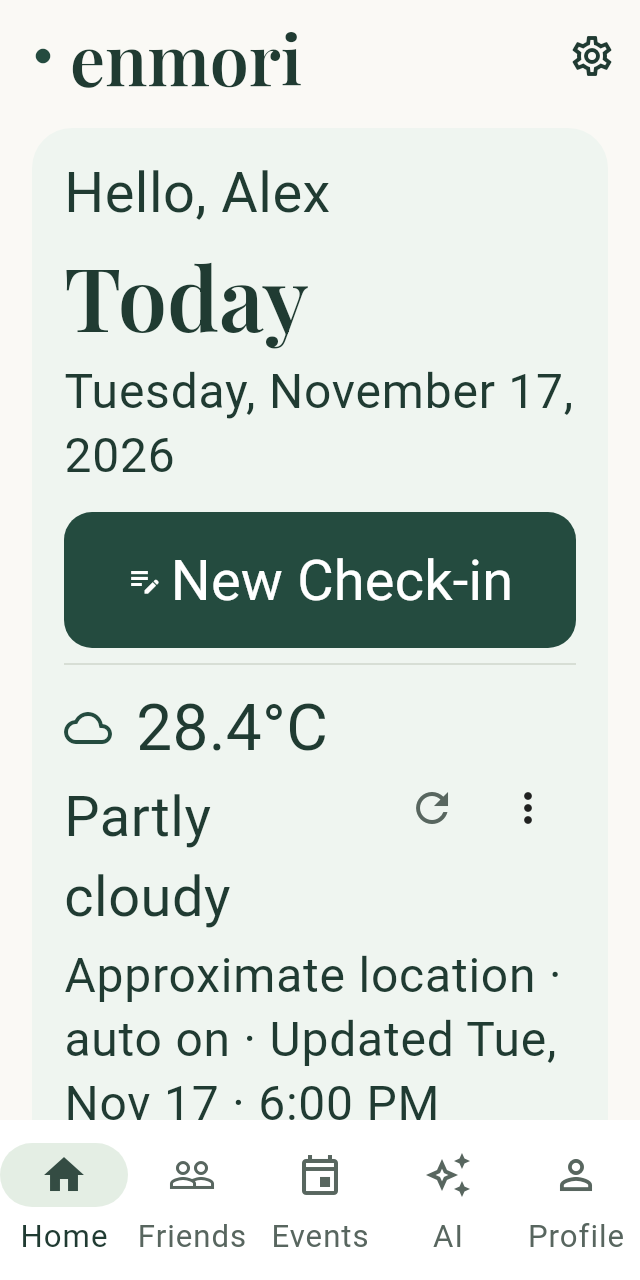 enmori
Hello, Alex
Today
Tuesday, November 17,
2026
New Check-in
28.4°C
Partly
cloudy
Approximate location ·
auto on · Updated Tue,
Nov 17 · 6:00 PM
Home
Friends
Events
AI
Profile